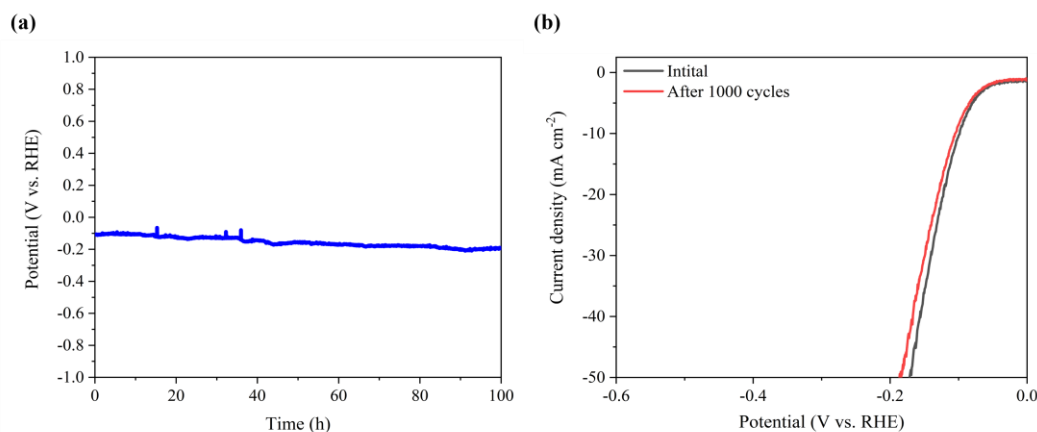 (a)
1.0
0.8
0.6
0.4
0.2
0.0
-0.2
-0.4
-0.6
-0.8
-1.0
Potential (V vs. RHE)
0 20 40 60 80 100
Time (h)
(b)
Intital
After 1000 cycles
0
-10
-20
-30
-40
-50
Current density (mA cm⁻²)
-0.6 -0.4 -0.2 0.0
Potential (V vs. RHE)